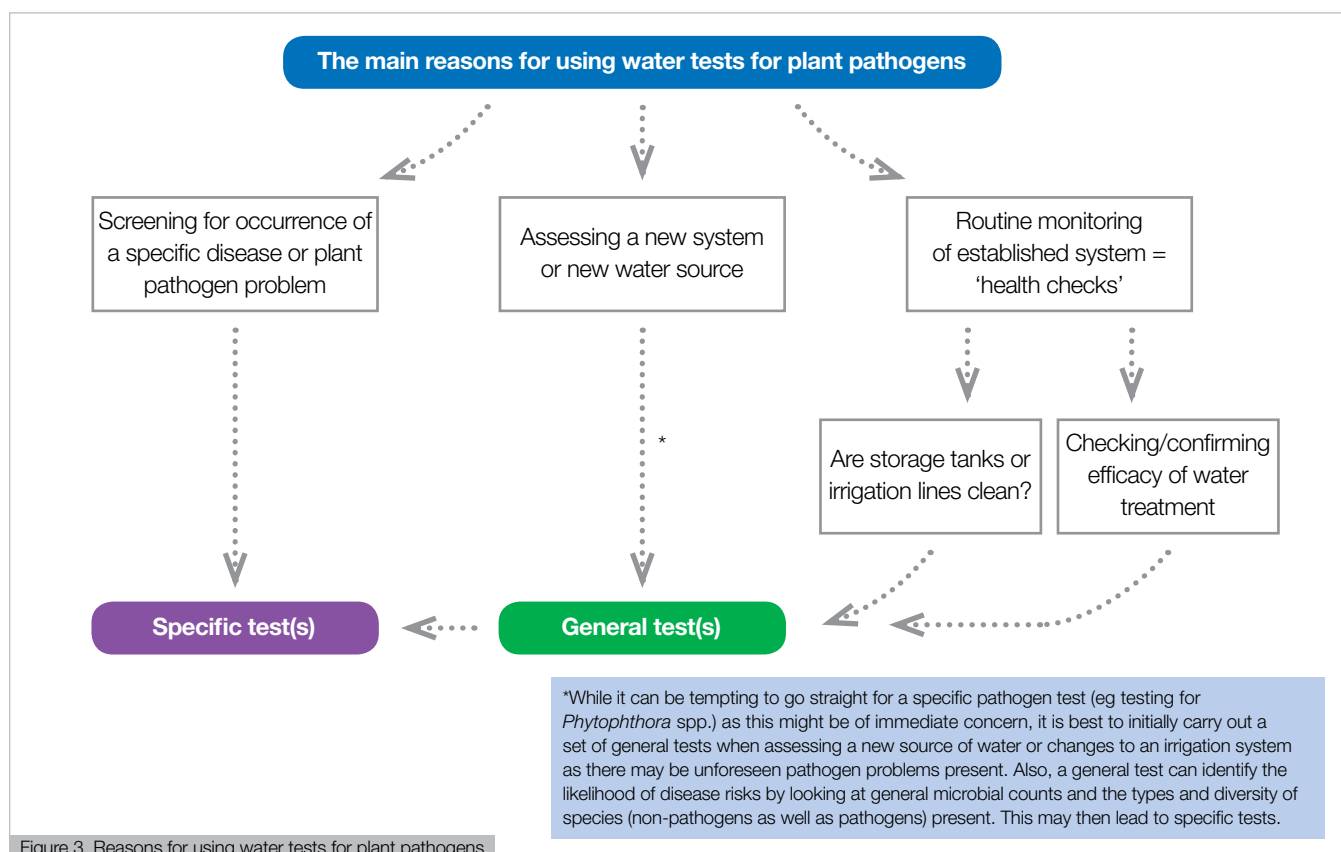 The main reasons for using water tests for plant pathogens
Screening for occurrence of
a specific disease or plant
pathogen problem
Assessing a new system
or new water source
Routine monitoring
of established system =
‘health checks’
*
Are storage tanks or
irrigation lines clean?
Checking/confirming
efficacy of water
treatment
Specific test(s)
General test(s)
*While it can be tempting to go straight for a specific pathogen test (eg testing for
Phytophthora spp.) as this might be of immediate concern, it is best to initially carry out a
set of general tests when assessing a new source of water or changes to an irrigation system
as there may be unforeseen pathogen problems present. Also, a general test can identify the
likelihood of disease risks by looking at general microbial counts and the types and diversity of
species (non-pathogens as well as pathogens) present. This may then lead to specific tests.
Figure 3. Reasons for using water tests for plant pathogens